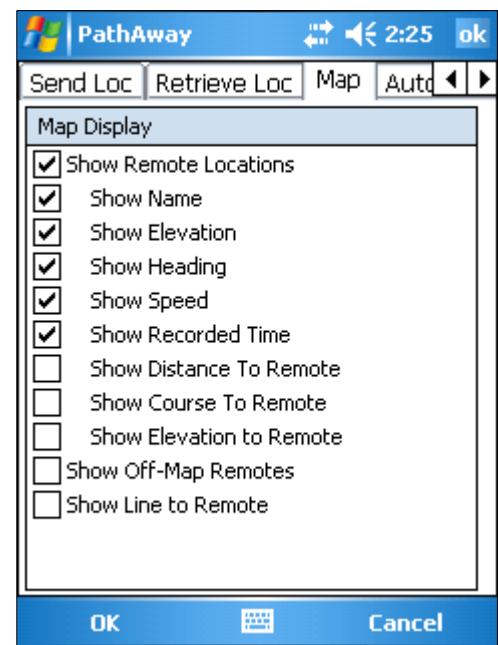 PathAway 2:25 ok
Send Loc Retrieve Loc Map Auto
Map Display
Show Remote Locations
Show Name
Show Elevation
Show Heading
Show Speed
Show Recorded Time
Show Distance To Remote
Show Course To Remote
Show Elevation to Remote
Show Off-Map Remotes
Show Line to Remote
OK Cancel